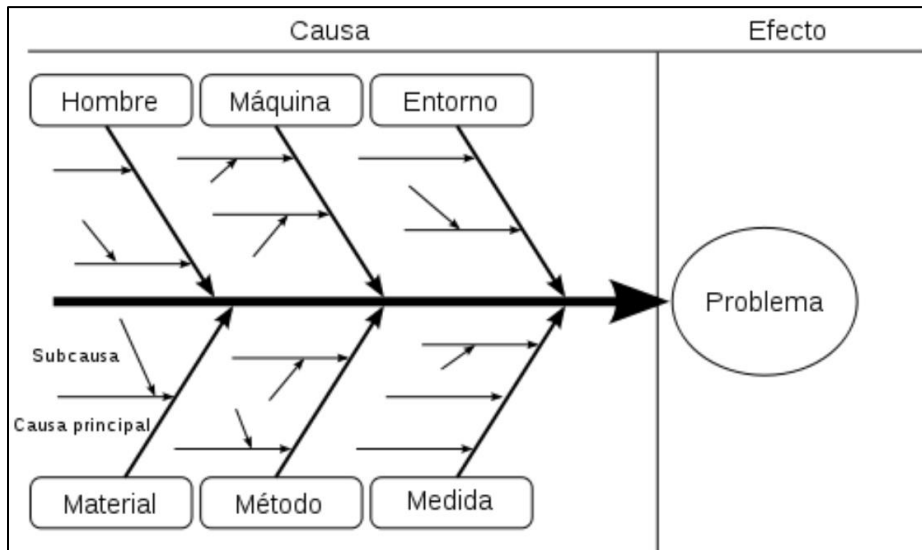 Causa
Efecto
Hombre
Máquina
Entorno
Problema
Subcausa
Causa principal
Material
Método
Medida